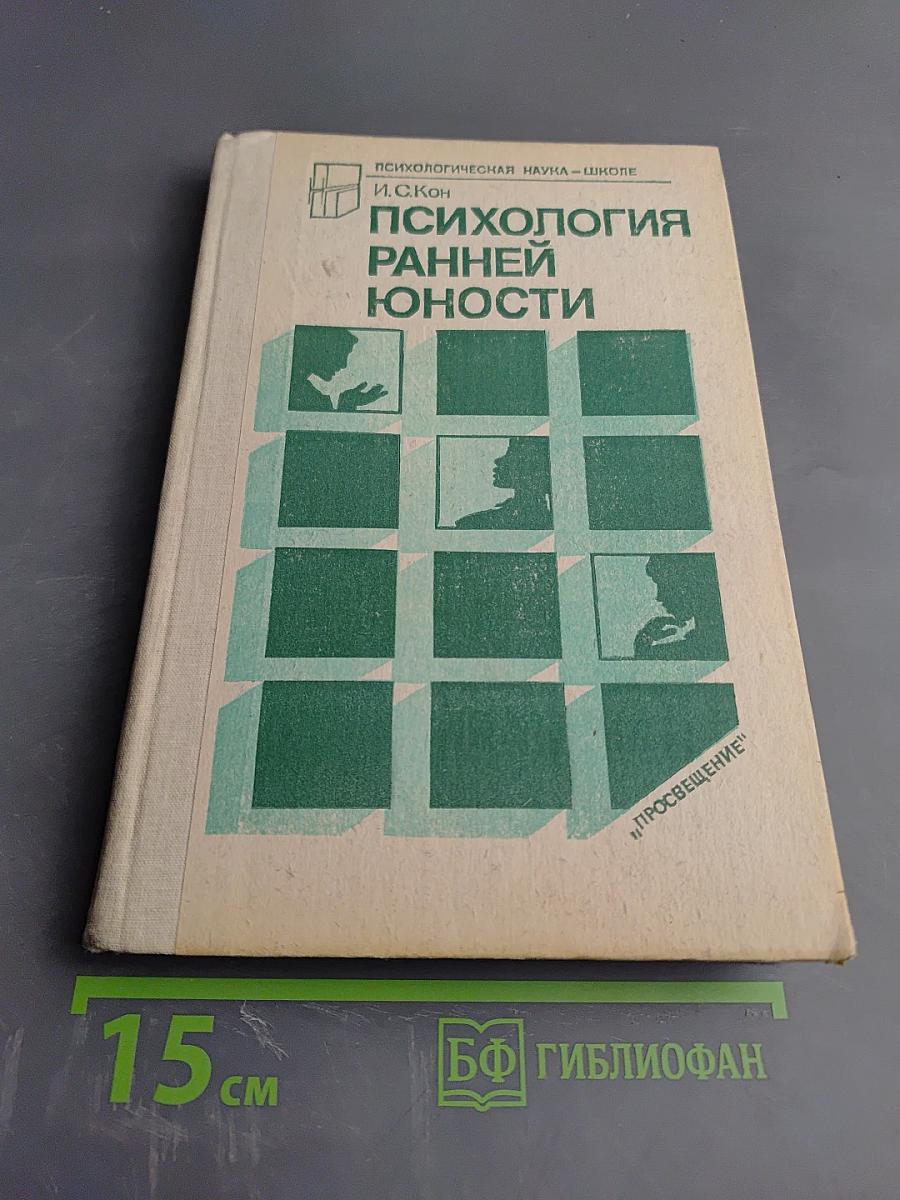 ПСИХОЛОГИЧЕСКАЯ НАУКА – ШКОЛЕ
И. С. Кон
ПСИХОЛОГИЯ
РАННЕЙ
ЮНОСТИ
„ПРОСВЕЩЕНИЕ"
15 см
БФ ГИБЛИОФАН